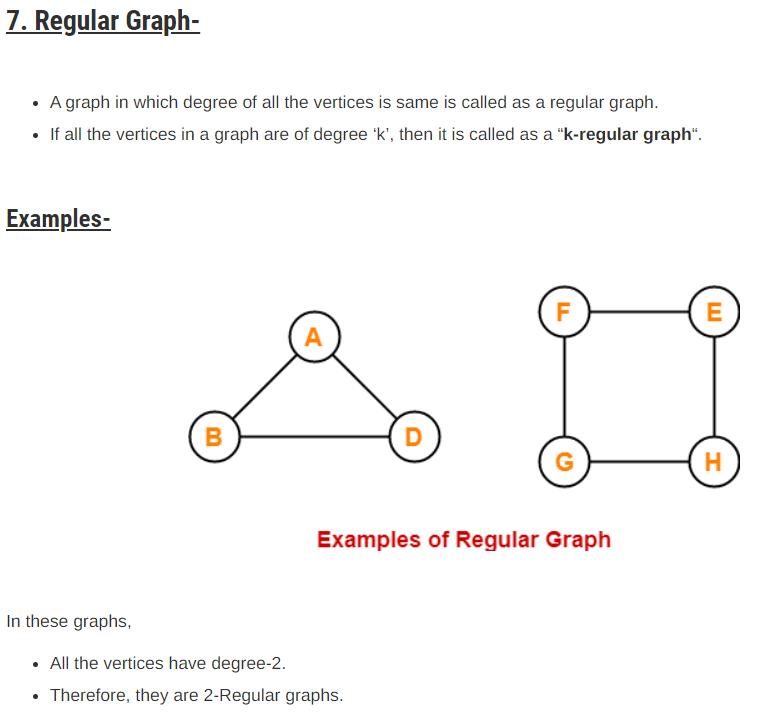 7. Regular Graph-
• A graph in which degree of all the vertices is same is called as a regular graph.
• If all the vertices in a graph are of degree ‘k’, then it is called as a “k-regular graph“.
Examples-
F E
A
B D
G H
Examples of Regular Graph
In these graphs,
• All the vertices have degree-2.
• Therefore, they are 2-Regular graphs.